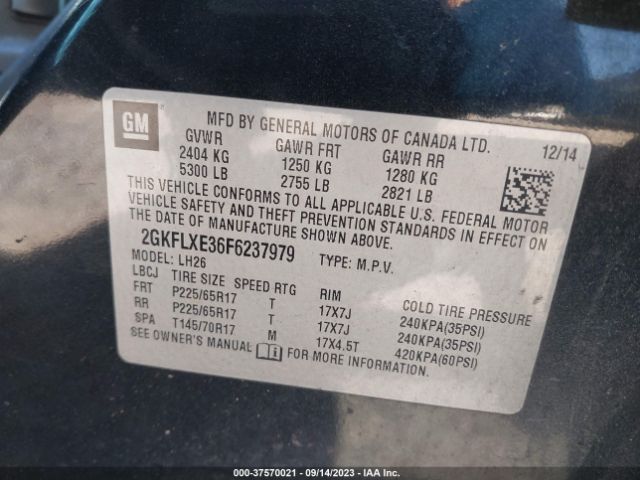 GM
MFD BY GENERAL MOTORS OF CANADA LTD.
GVWR GAWR FRT GAWR RR 12/14
2404 KG 1250 KG 1280 KG
5300 LB 2755 LB 2821 LB
THIS VEHICLE CONFORMS TO ALL APPLICABLE U.S. FEDERAL MOTOR
VEHICLE SAFETY AND THEFT PREVENTION STANDARDS IN EFFECT ON
THE DATE OF MANUFACTURE SHOWN ABOVE.
2GKFLXE36F6237979 TYPE: M.P.V.
MODEL: LH26
LBCJ TIRE SIZE SPEED RTG RIM COLD TIRE PRESSURE
FRT P225/65R17 T 17X7J 240KPA(35PSI)
RR P225/65R17 T 17X7J 240KPA(35PSI)
SPA T145/70R17 M 17X4.5T 420KPA(60PSI)
SEE OWNER'S MANUAL FOR MORE INFORMATION.
000-37570021 - 09/14/2023 - IAA Inc.